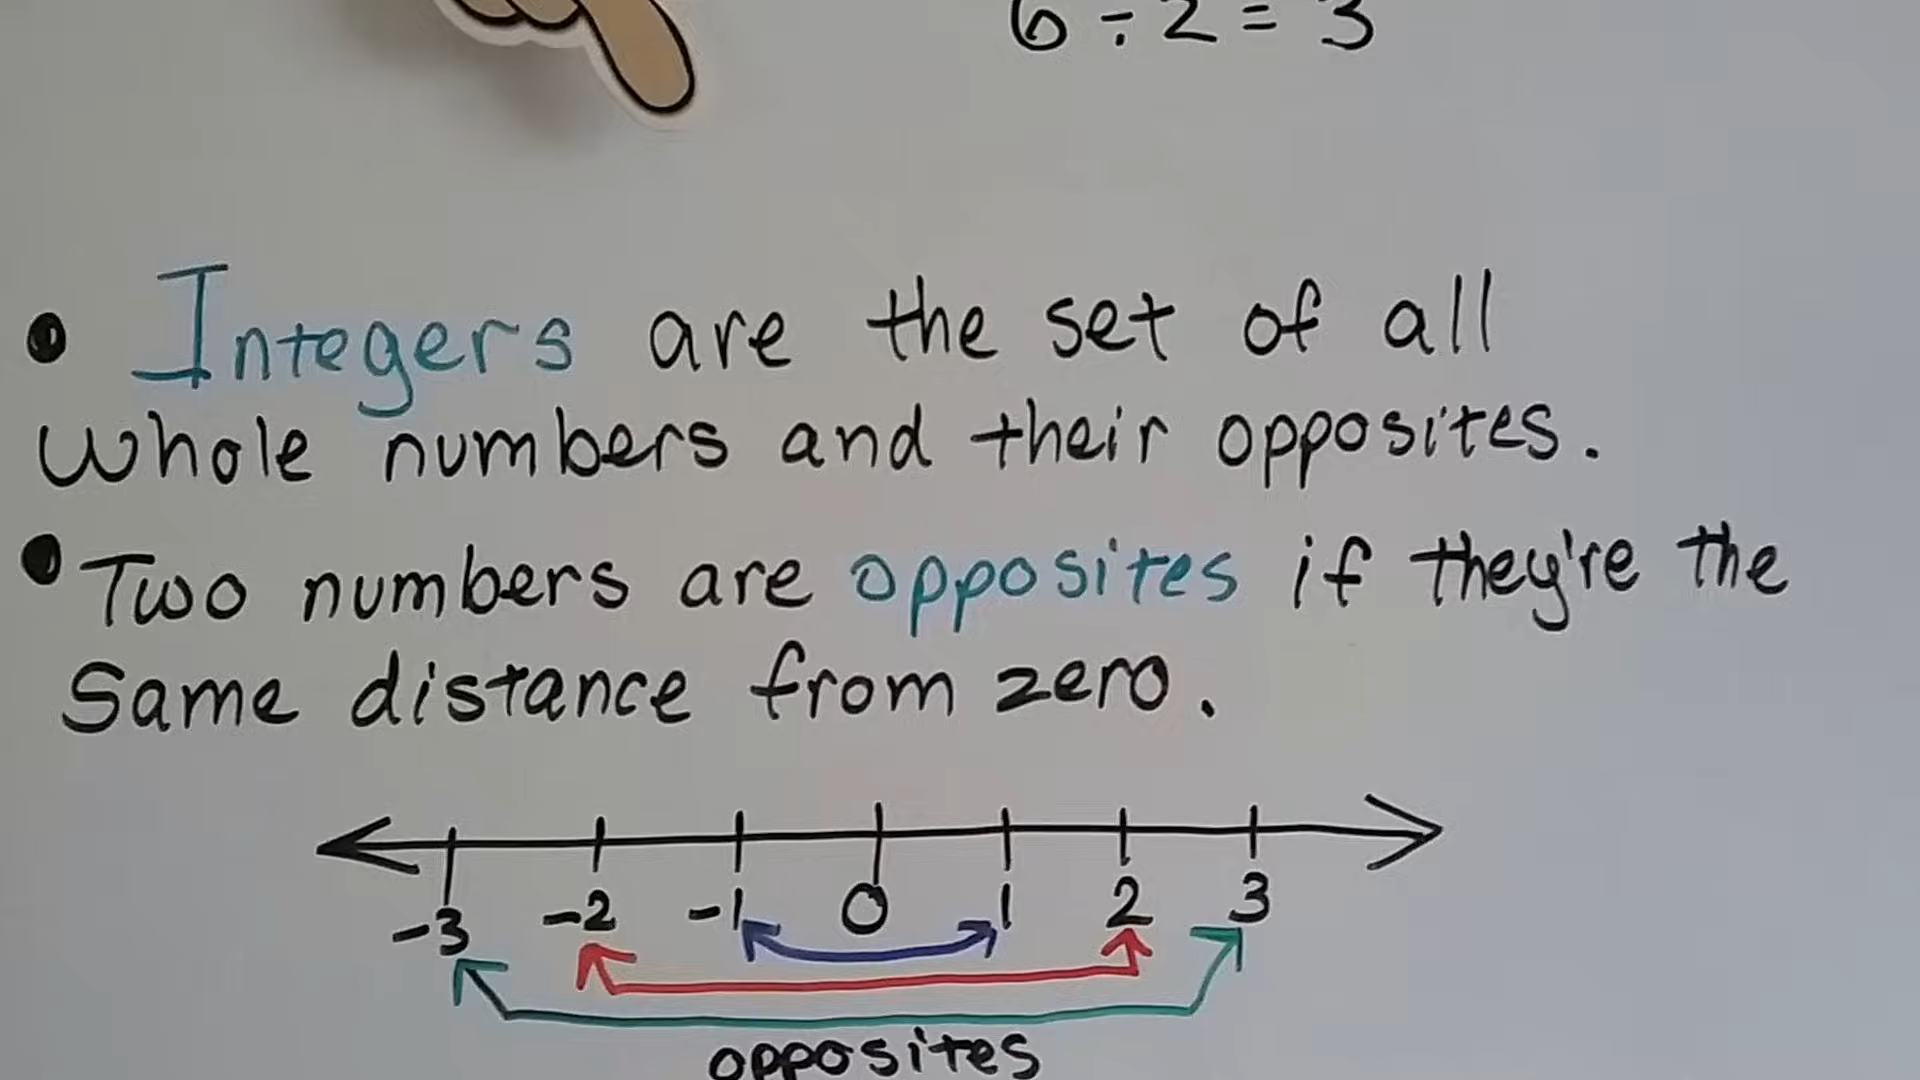 6 ÷ 2 = 3
• Integers are the set of all
whole numbers and their opposites.
• Two numbers are opposites if they're the
same distance from zero.
-3 -2 -1 0 1 2 3
opposites